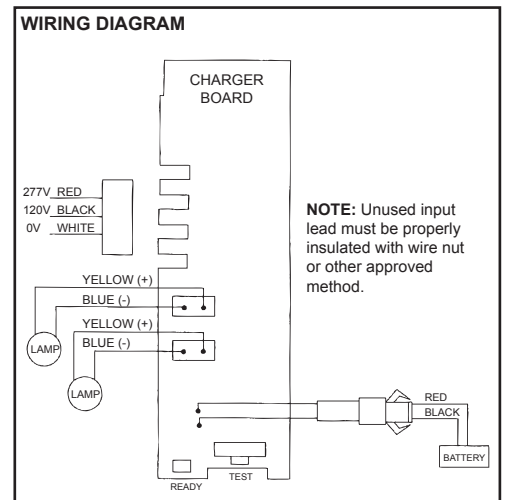 WIRING DIAGRAM
CHARGER
BOARD
277V RED
120V BLACK
0V WHITE
NOTE: Unused input
lead must be properly
insulated with wire nut
or other approved
method.
YELLOW (+)
BLUE (-)
YELLOW (+)
BLUE (-)
LAMP
LAMP
RED
BLACK
BATTERY
TEST
READY